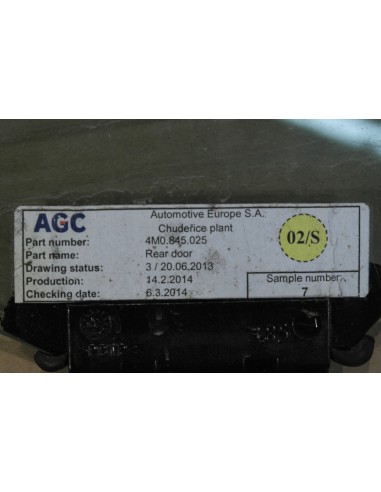 AGC
Automotive Europe S.A.
Chudeřice plant
Part number: 4M0.845.025
Part name: Rear door
Drawing status: 3 / 20.06.2013
Production: 14.2.2014
Checking date: 6.3.2014
02/S
Sample number
7